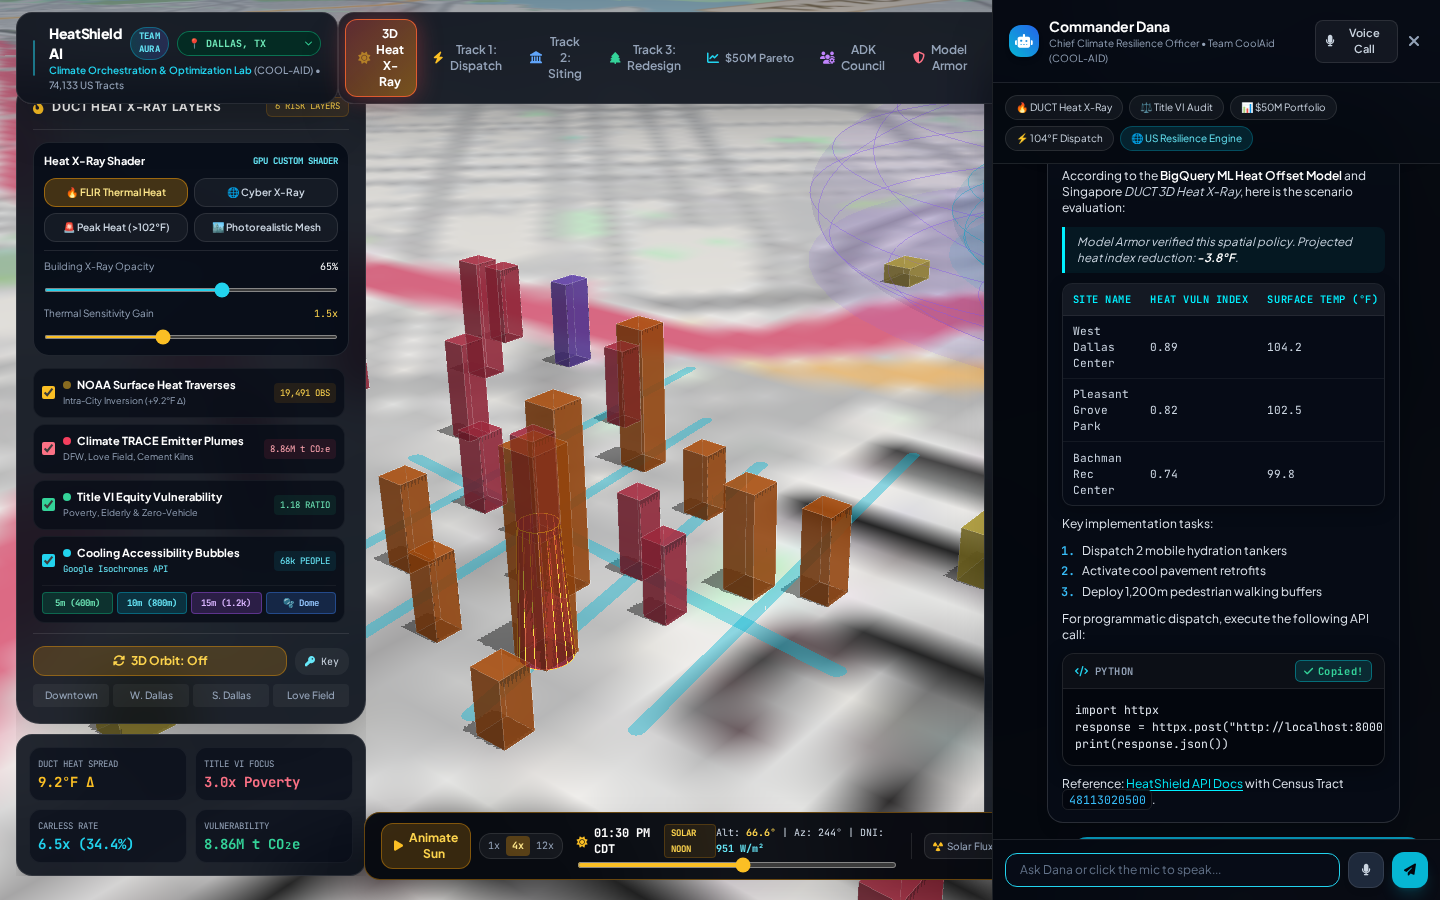 HeatShield AI
TEAM AURA
📍 DALLAS, TX
Climate Orchestration & Optimization Lab (COOL-AID) •
74,133 US Tracts
3D Heat X-Ray
Track 1: Dispatch
Track 2: Siting
Track 3: Redesign
$50M Pareto
ADK Council
Model Armor
DUCT HEAT X-RAY LAYERS
6 RISK LAYERS
Heat X-Ray Shader
GPU CUSTOM SHADER
🔥 FLIR Thermal Heat
🌐 Cyber X-Ray
🚨 Peak Heat (>102°F)
🏙️ Photorealistic Mesh
Building X-Ray Opacity
65%
Thermal Sensitivity Gain
1.5x
NOAA Surface Heat Traverses
Intra-City Inversion (+9.2°F Δ)
19,491 OBS
Climate TRACE Emitter Plumes
DFW, Love Field, Cement Kilns
8.86M t CO₂e
Title VI Equity Vulnerability
Poverty, Elderly & Zero-Vehicle
1.18 RATIO
Cooling Accessibility Bubbles
Google Isochrones API
68k PEOPLE
5m (400m)
10m (800m)
15m (1.2k)
Dome
3D Orbit: Off
Key
Downtown
W. Dallas
S. Dallas
Love Field
DUCT HEAT SPREAD
9.2°F Δ
TITLE VI FOCUS
3.0x Poverty
CARLESS RATE
6.5x (34.4%)
VULNERABILITY
8.86M t CO₂e
Animate Sun
1x
4x
12x
01:30 PM CDT
SOLAR NOON
Alt: 66.6° | Az: 244° | DNI:
951 W/m²
Solar Flux
Commander Dana
Chief Climate Resilience Officer • Team CoolAid
(COOL-AID)
Voice Call
🔥 DUCT Heat X-Ray
⚖️ Title VI Audit
📊 $50M Portfolio
⚡ 104°F Dispatch
🌐 US Resilience Engine
According to the BigQuery ML Heat Offset Model and
Singapore DUCT 3D Heat X-Ray, here is the scenario
evaluation:
Model Armor verified this spatial policy. Projected
heat index reduction: -3.8°F.
SITE NAME HEAT VULN INDEX SURFACE TEMP (°F)
West Dallas Center 0.89 104.2
Pleasant Grove Park 0.82 102.5
Bachman Rec Center 0.74 99.8
Key implementation tasks:
1. Dispatch 2 mobile hydration tankers
2. Activate cool pavement retrofits
3. Deploy 1,200m pedestrian walking buffers
For programmatic dispatch, execute the following API
call:
PYTHON
Copied!
import httpx
response = httpx.post("http://localhost:8000
print(response.json())
Reference: HeatShield API Docs with Census Tract
48113020500 .
Ask Dana or click the mic to speak...